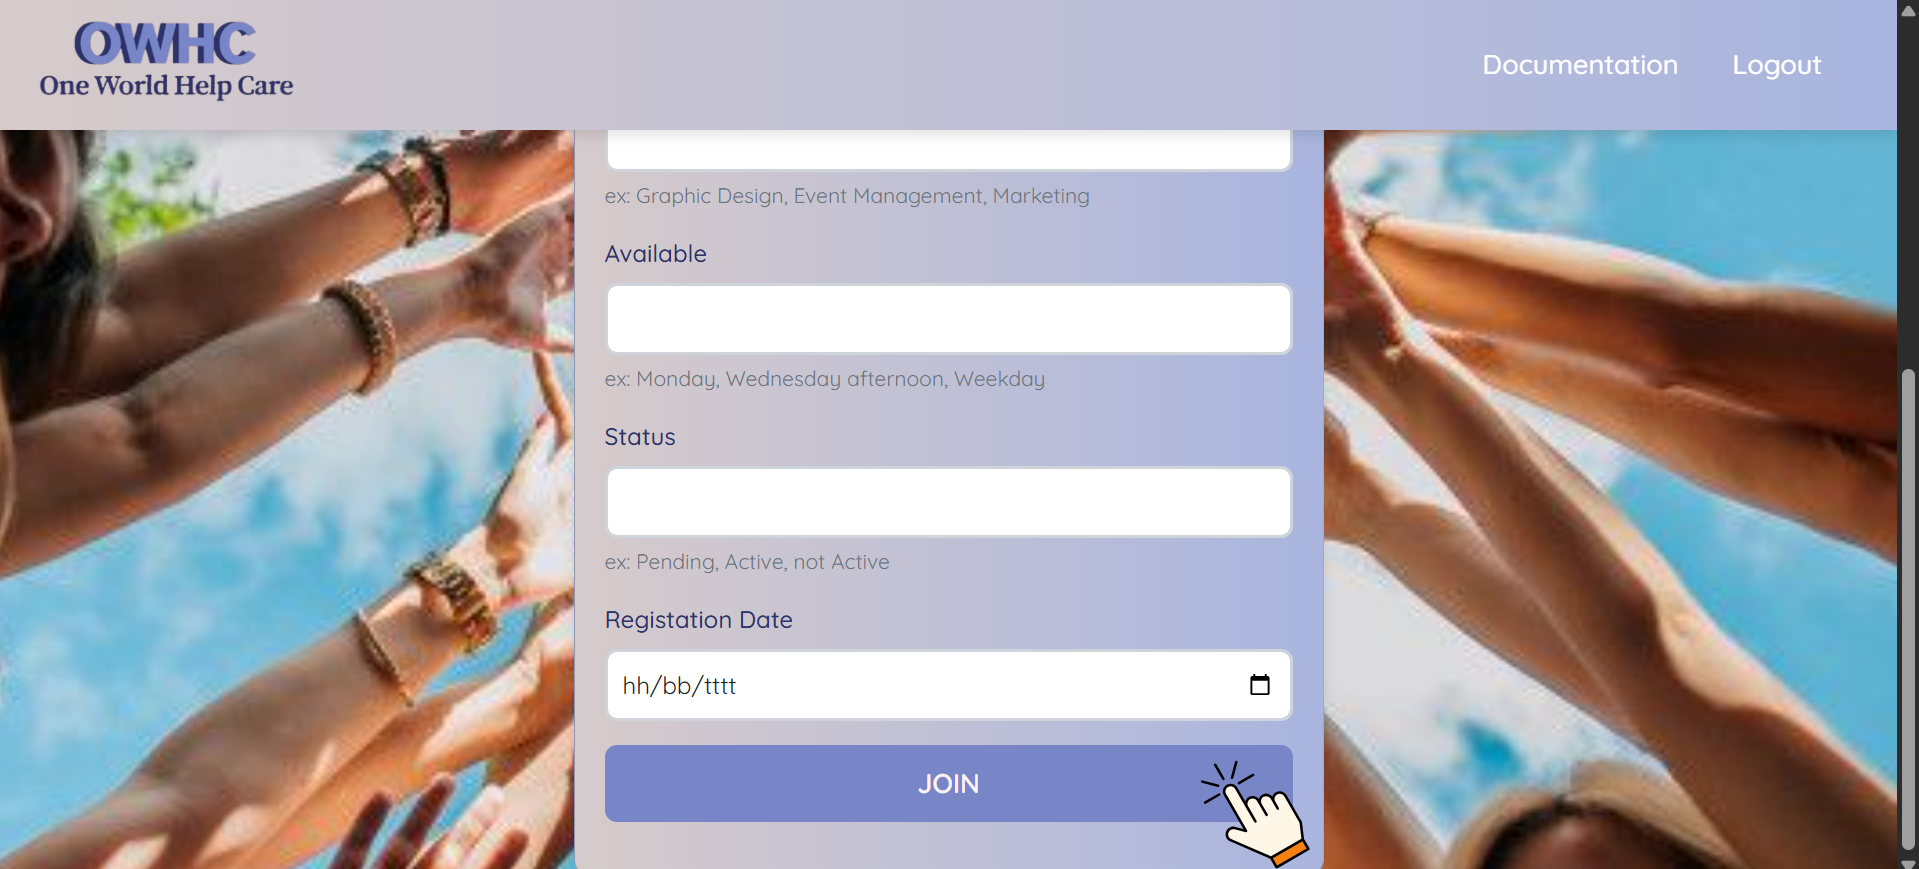 OWHC
One World Help Care
Documentation
Logout
ex: Graphic Design, Event Management, Marketing
Available
ex: Monday, Wednesday afternoon, Weekday
Status
ex: Pending, Active, not Active
Registation Date
hh/bb/tttt
JOIN